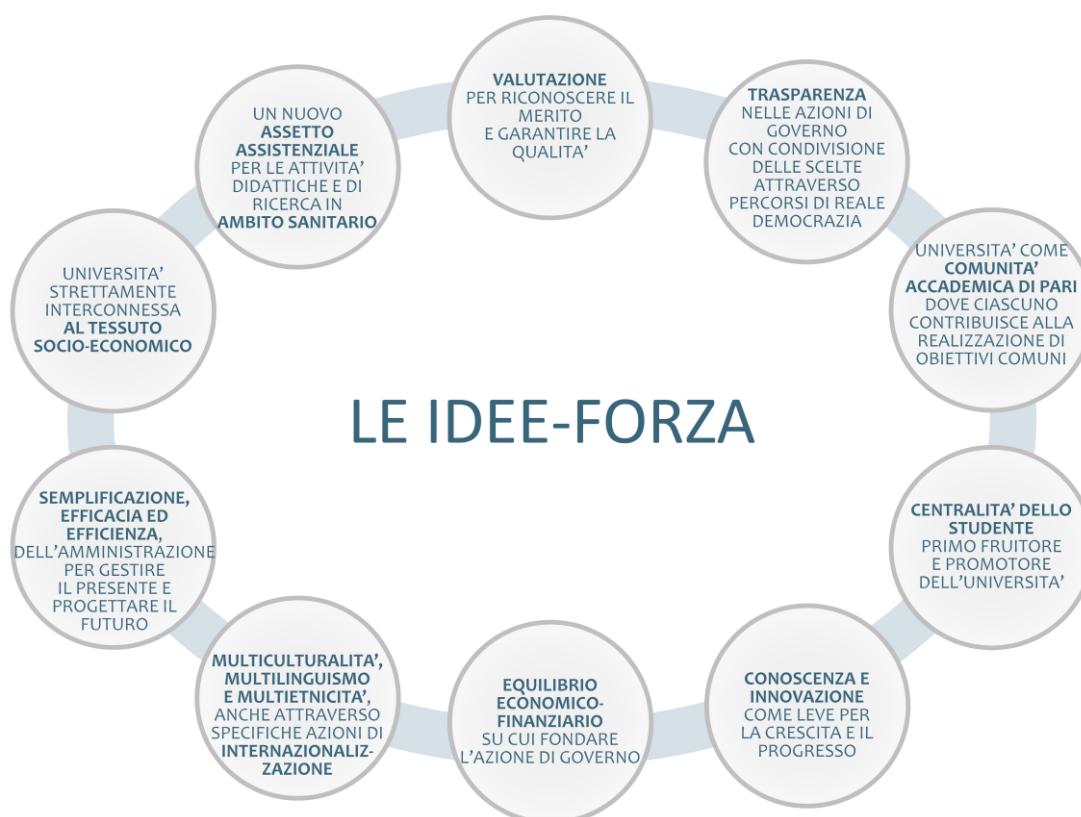 VALUTAZIONE
PER RICONOSCERE IL
MERITO
E GARANTIRE LA
QUALITA’
TRASPARENZA
NELLE AZIONI DI
GOVERNO
CON CONDIVISIONE
DELLE SCELTE
ATTRAVERSO
PERCORSI DI REALE
DEMOCRAZIA
UNIVERSITA’ COME
COMUNITA’
ACCADEMICA DI PARI
DOVE CIASCUNO
CONTRIBUISCE ALLA
REALIZZAZIONE DI
OBIETTIVI COMUNI
CENTRALITA’ DELLO
STUDENTE
PRIMO FRUITORE
E PROMOTORE
DELL’UNIVERSITA’
CONOSCENZA E
INNOVAZIONE
COME LEVE PER
LA CRESCITA E IL
PROGRESSO
EQUILIBRIO
ECONOMICO-
FINANZIARIO
SU CUI FONDARE
L’AZIONE DI GOVERNO
MULTICULTURALITA’,
MULTILINGUISMO
E MULTIETNICITA’,
ANCHE ATTRAVERSO
SPECIFICHE AZIONI DI
INTERNAZIONALIZ-
ZAZIONE
SEMPLIFICAZIONE,
EFFICACIA ED
EFFICIENZA,
DELL’AMMINISTRAZIONE
PER GESTIRE
IL PRESENTE E
PROGETTARE IL
FUTURO
UNIVERSITA’
STRETTAMENTE
INTERCONNESSA
AL TESSUTO
SOCIO-ECONOMICO
UN NUOVO
ASSETTO
ASSISTENZIALE
PER LE ATTIVITA’
DIDATTICHE E DI
RICERCA IN
AMBITO SANITARIO
LE IDEE-FORZA